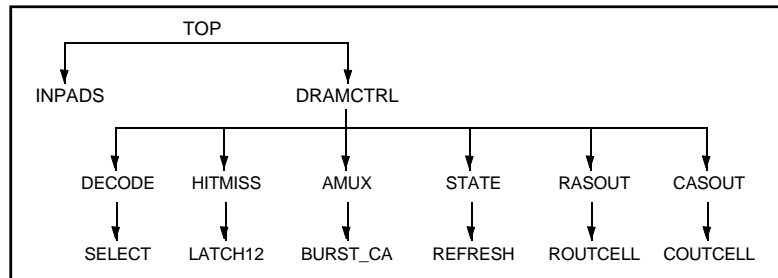 TOP
INPADS DRAMCTRL
DECODE HITMISS AMUX STATE RASOUT CASOUT
SELECT LATCH12 BURST_CA REFRESH ROUTCELL COUTCELL